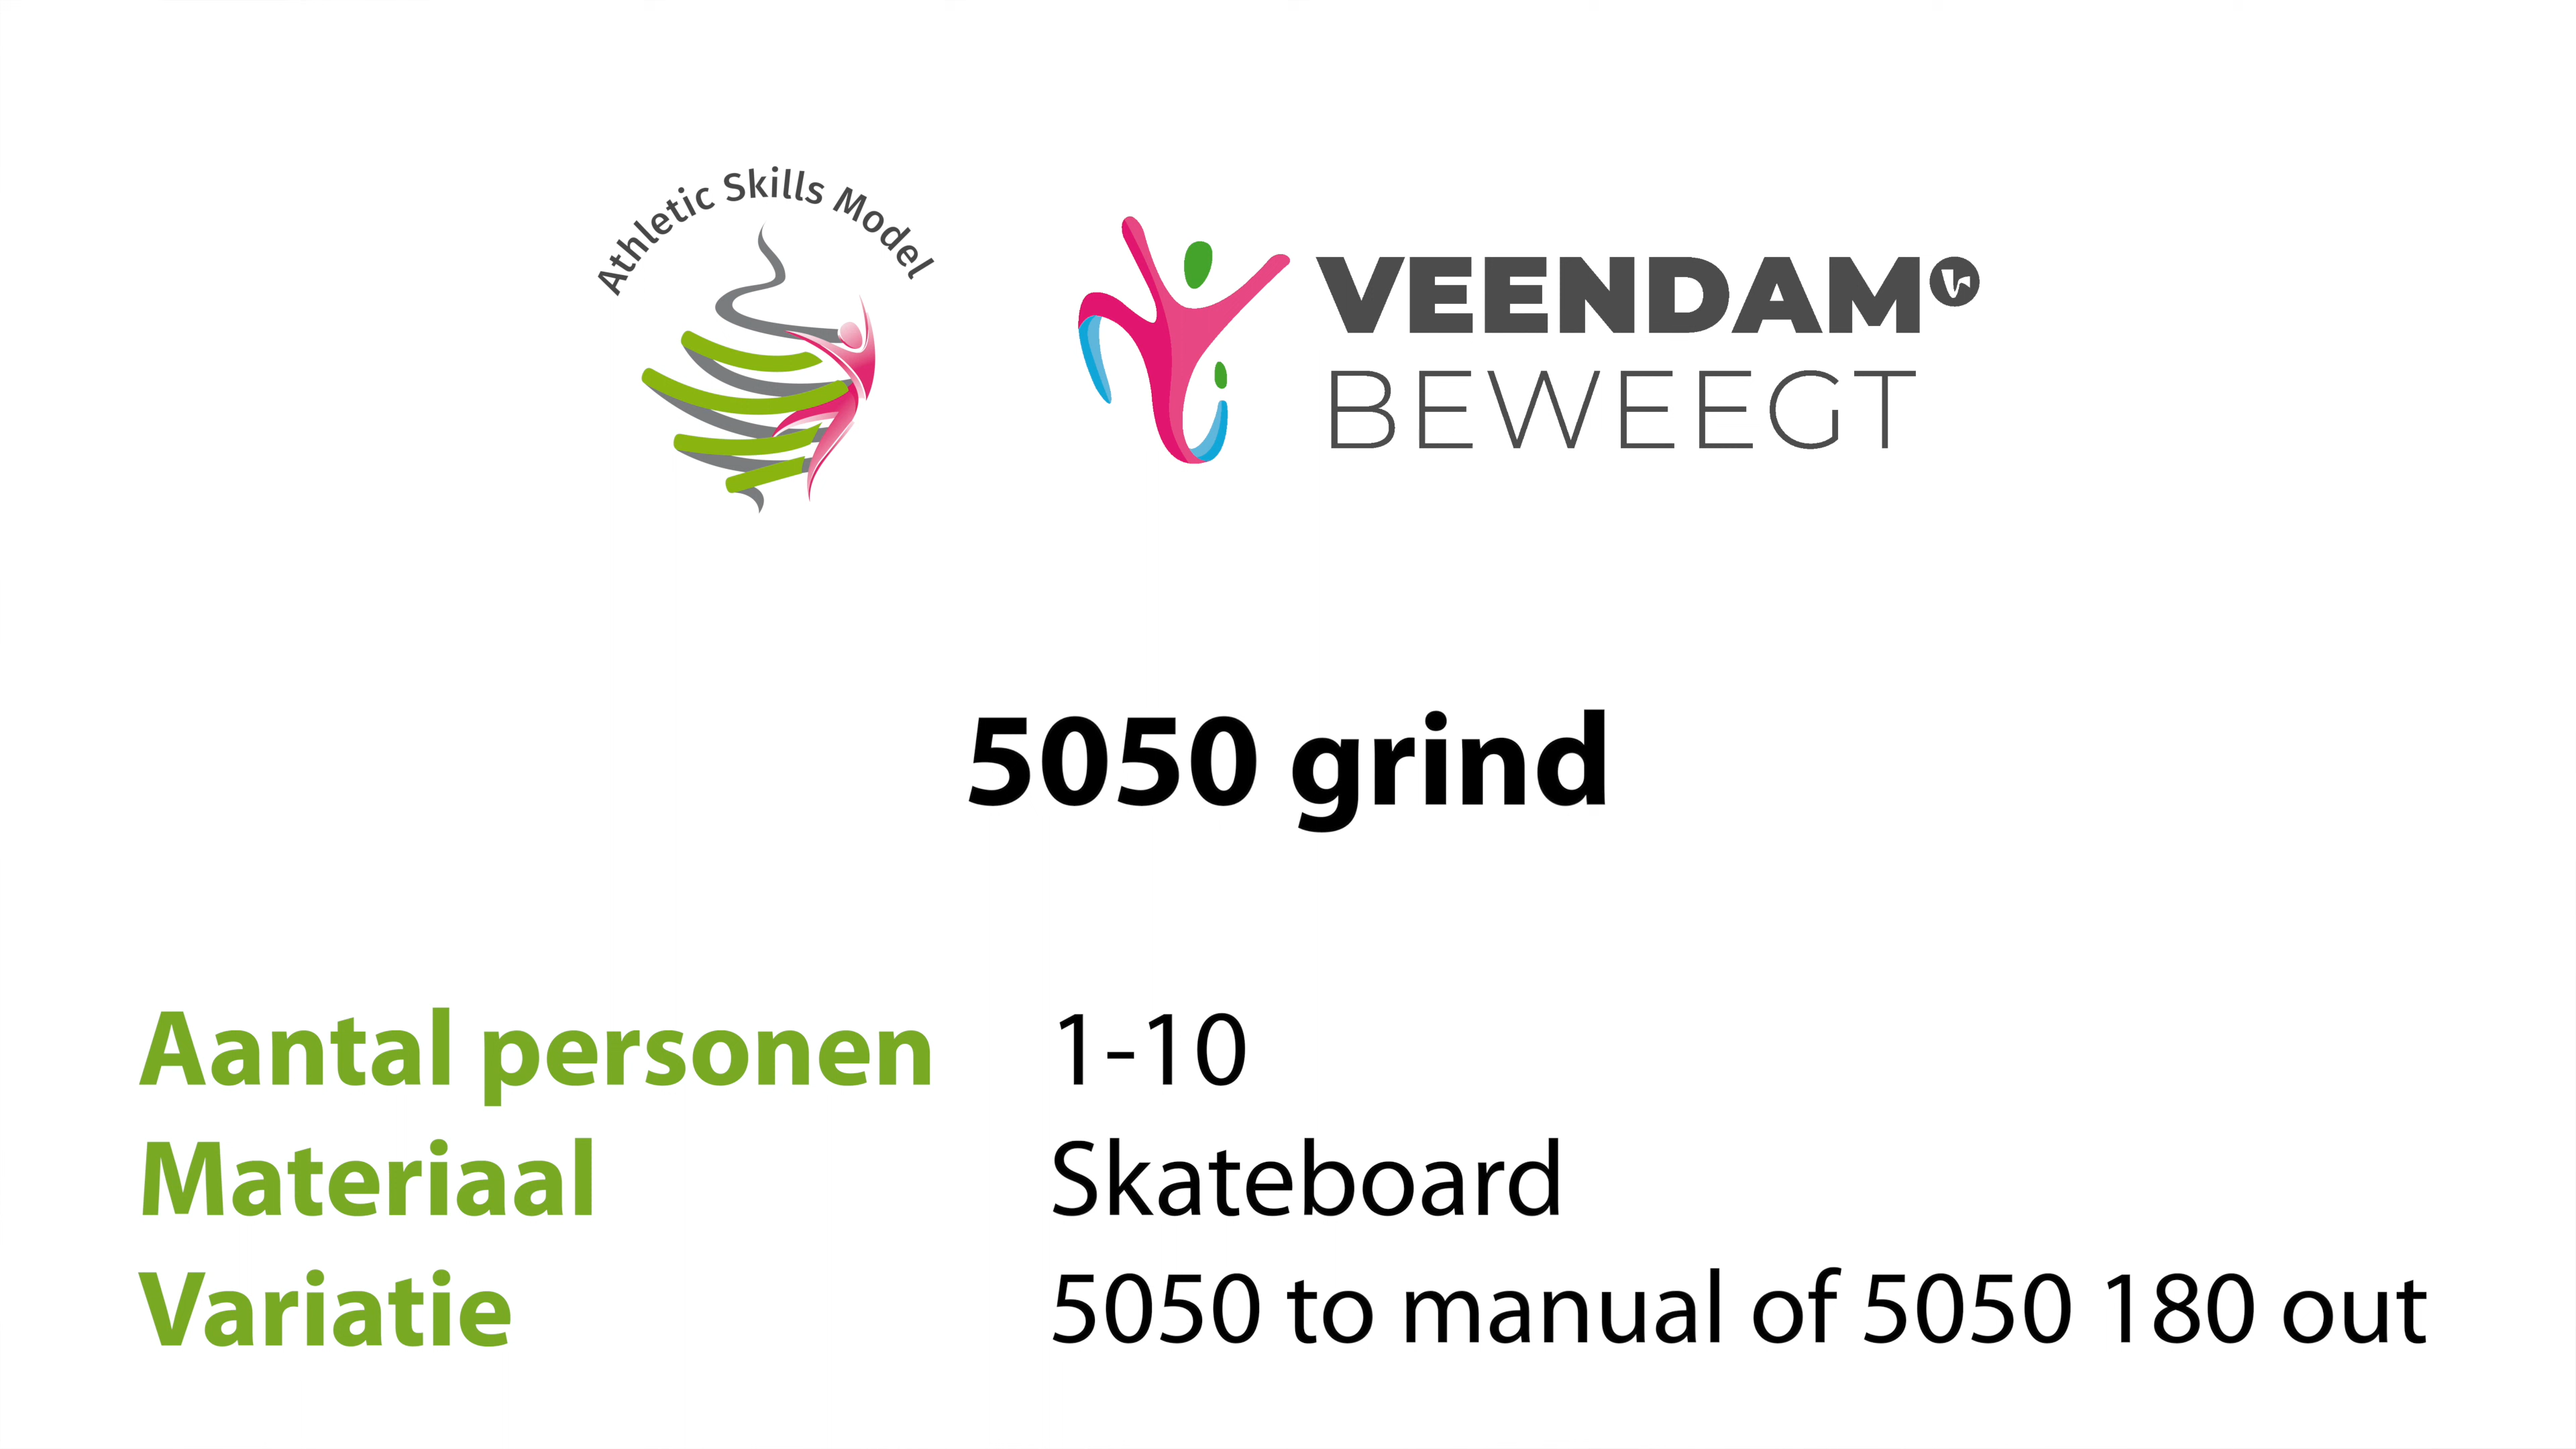 Athletic Skills Model
VEENDAM
BEWEEGT
5050 grind
Aantal personen 1-10
Materiaal Skateboard
Variatie 5050 to manual of 5050 180 out